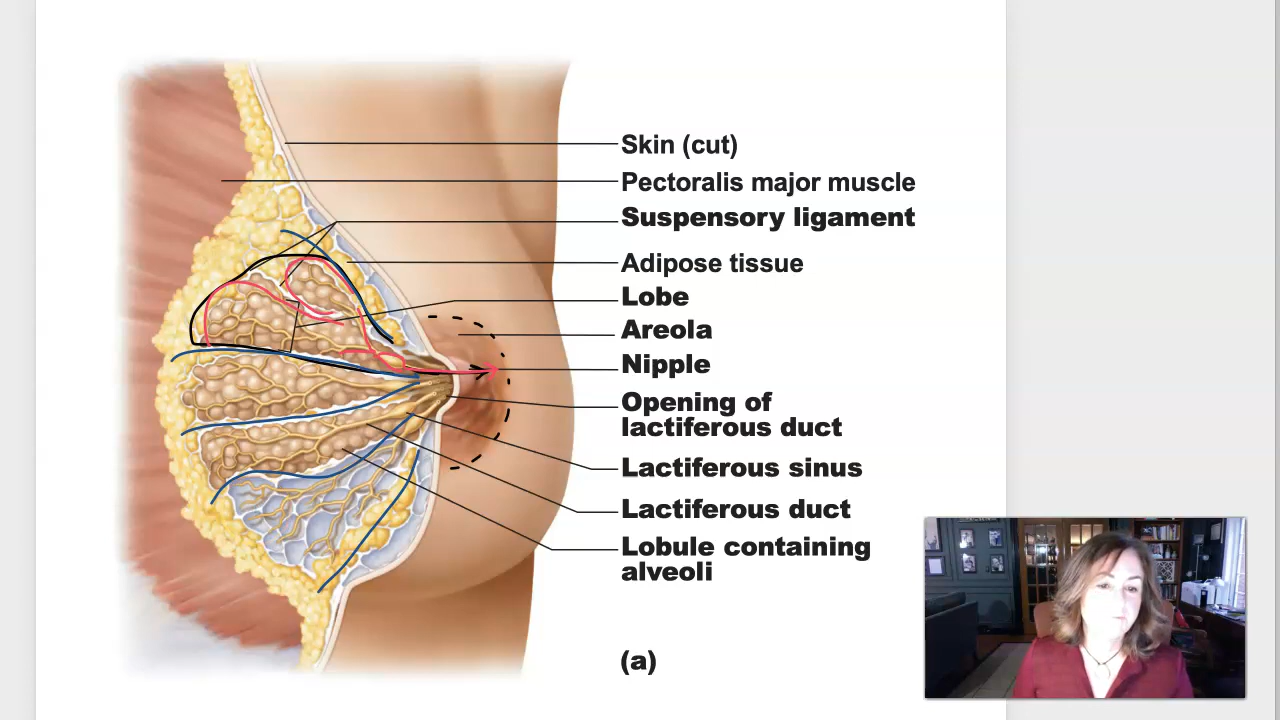 Skin (cut)
Pectoralis major muscle
Suspensory ligament
Adipose tissue
Lobe
Areola
Nipple
Opening of
lactiferous duct
Lactiferous sinus
Lactiferous duct
Lobule containing
alveoli
(a)